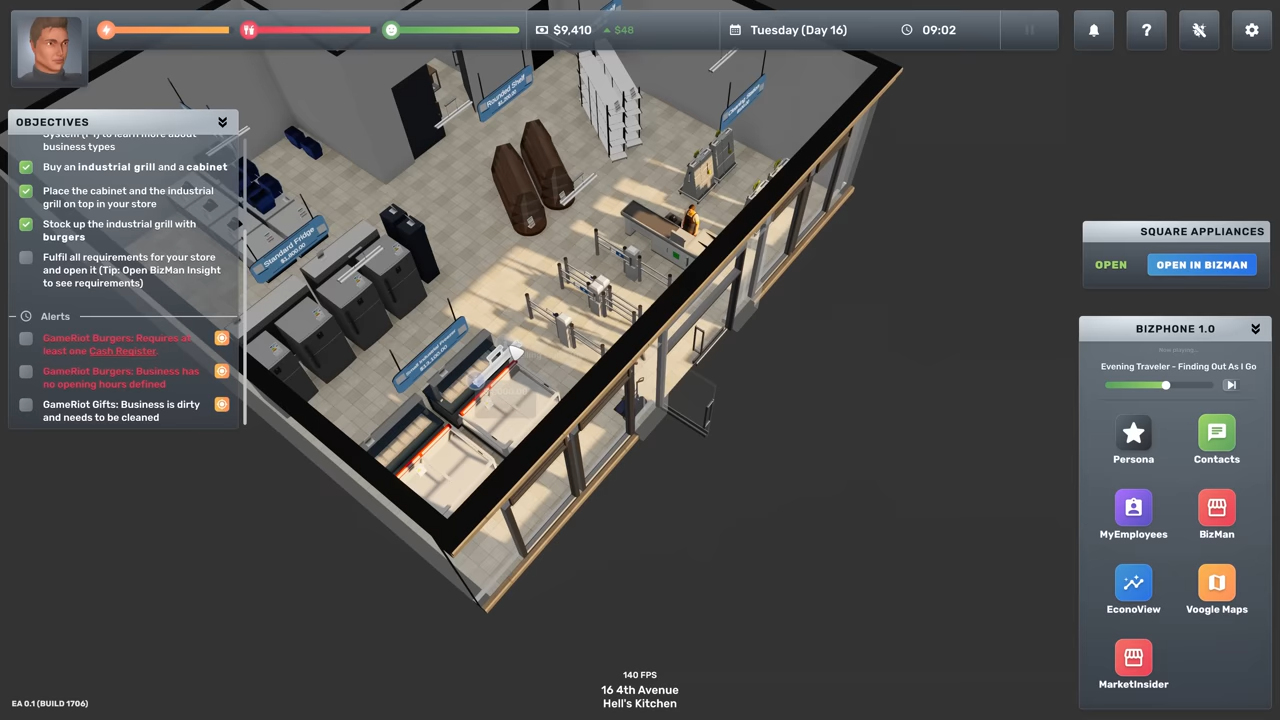 $9,410
$48
Tuesday (Day 16)
09:02
OBJECTIVES
System (F1) to learn more about
business types
Buy an industrial grill and a cabinet
Place the cabinet and the industrial
grill on top in your store
Stock up the industrial grill with
burgers
Fulfil all requirements for your store
and open it (Tip: Open BizMan Insight
to see requirements)
Alerts
GameRiot Burgers: Requires at
least one Cash Register.
GameRiot Burgers: Business has
no opening hours defined
GameRiot Gifts: Business is dirty
and needs to be cleaned
Rounded Shelf
Standard Fridge
$1,800.00
SQUARE APPLIANCES
OPEN
OPEN IN BIZMAN
BIZPHONE 1.0
Now playing...
Evening Traveler - Finding Out As I Go
Persona
Contacts
MyEmployees
BizMan
EconoView
Voogle Maps
MarketInsider
140 FPS
16 4th Avenue
Hell's Kitchen
EA 0.1 (BUILD 1706)